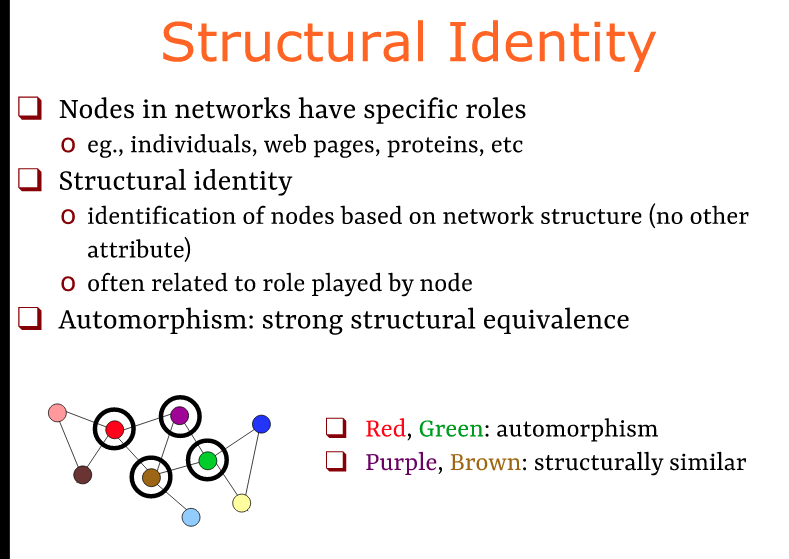 Structural Identity
Nodes in networks have specific roles
eg., individuals, web pages, proteins, etc
Structural identity
identification of nodes based on network structure (no other
attribute)
often related to role played by node
Automorphism: strong structural equivalence
Red, Green: automorphism
Purple, Brown: structurally similar